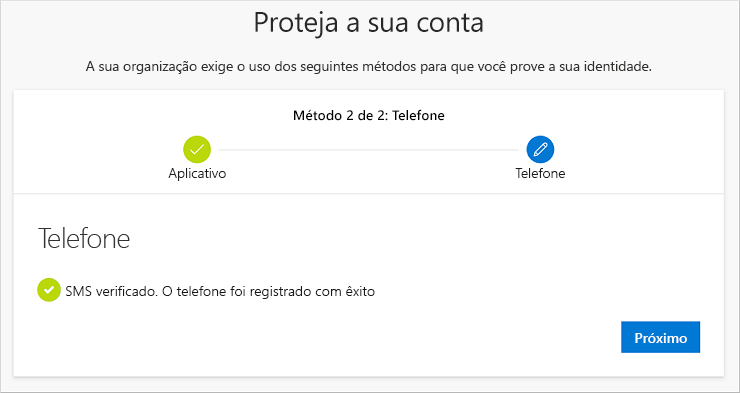 Proteja a sua conta
A sua organização exige o uso dos seguintes métodos para que você prove a sua identidade.
Método 2 de 2: Telefone
Aplicativo
Telefone
Telefone
SMS verificado. O telefone foi registrado com êxito
Próximo